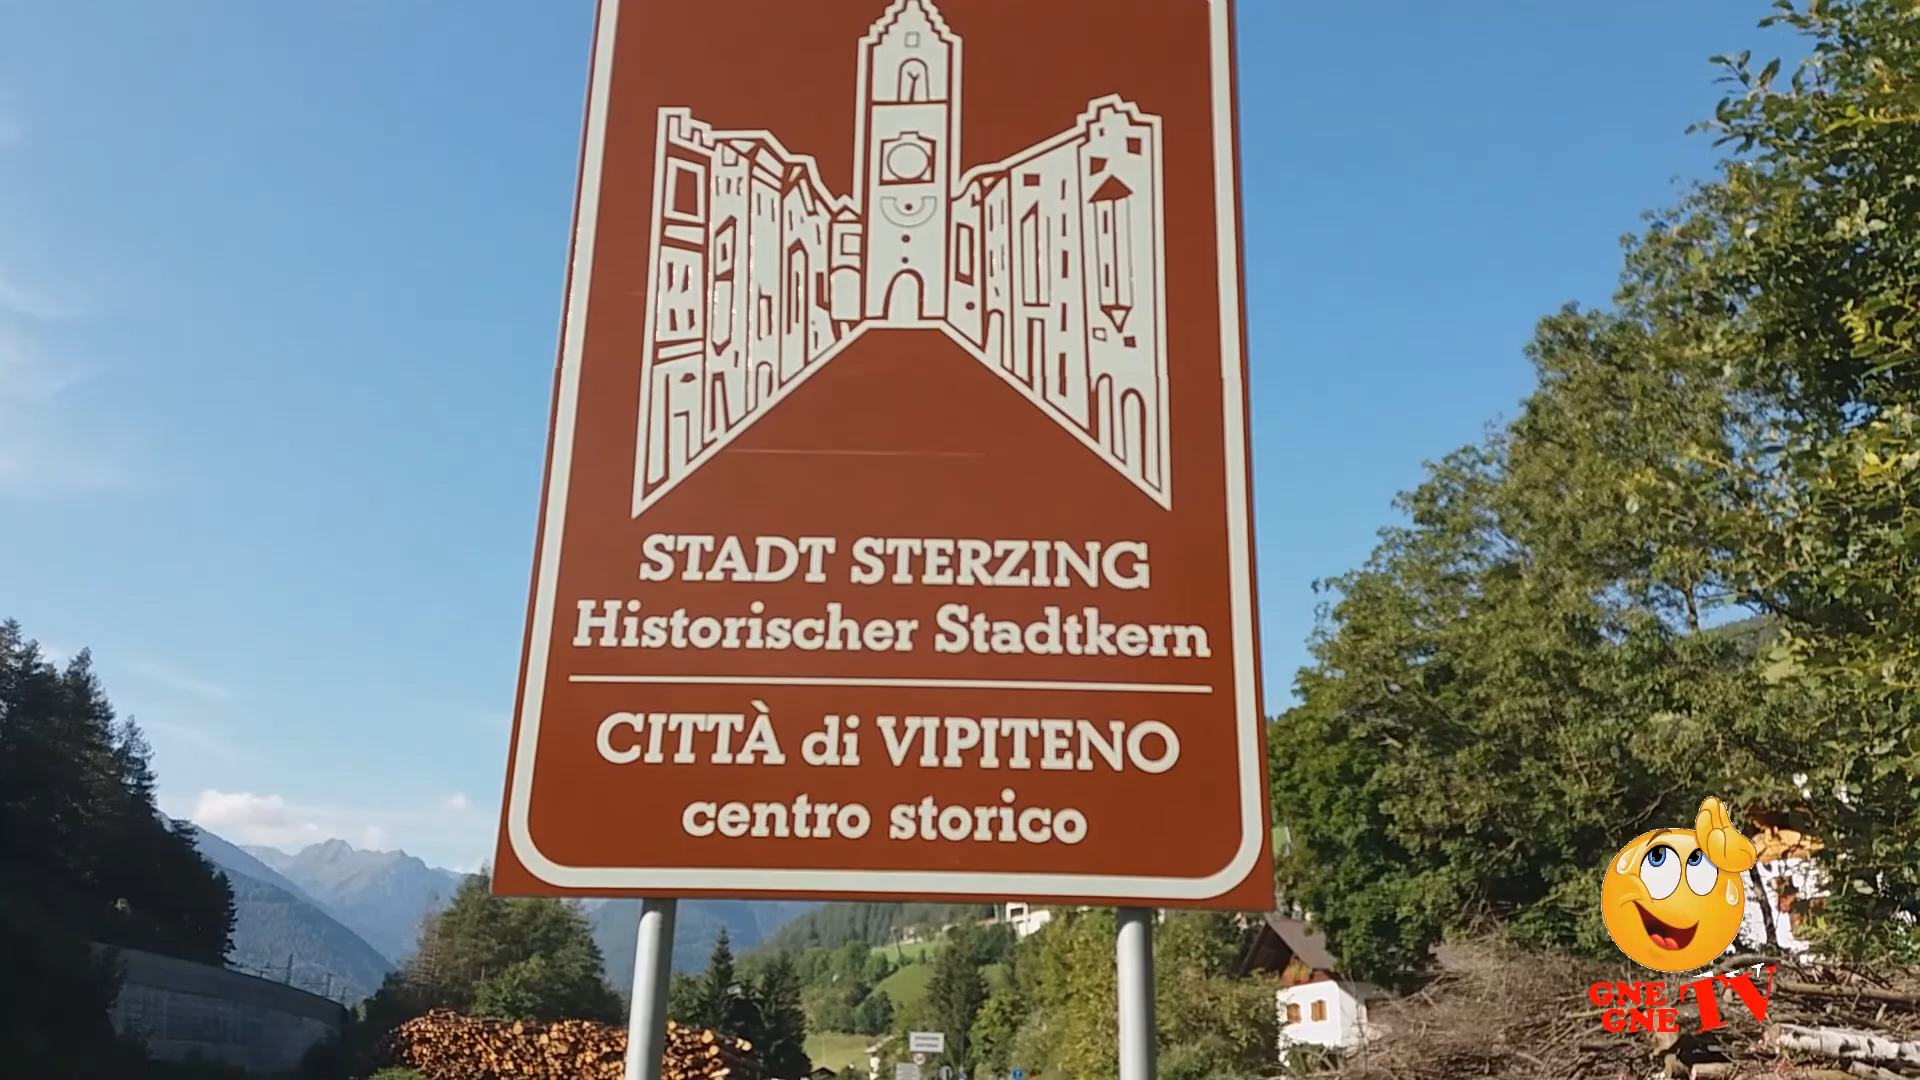 STADT STERZING
Historischer Stadtkern
CITTÀ di VIPITENO
centro storico
GNE
GNE TV